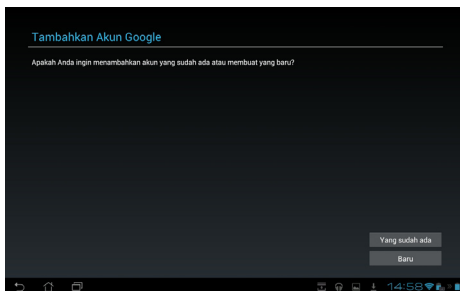 Tambahkan Akun Google
Apakah Anda ingin menambahkan akun yang sudah ada atau membuat yang baru?
Yang sudah ada
Baru
14:58